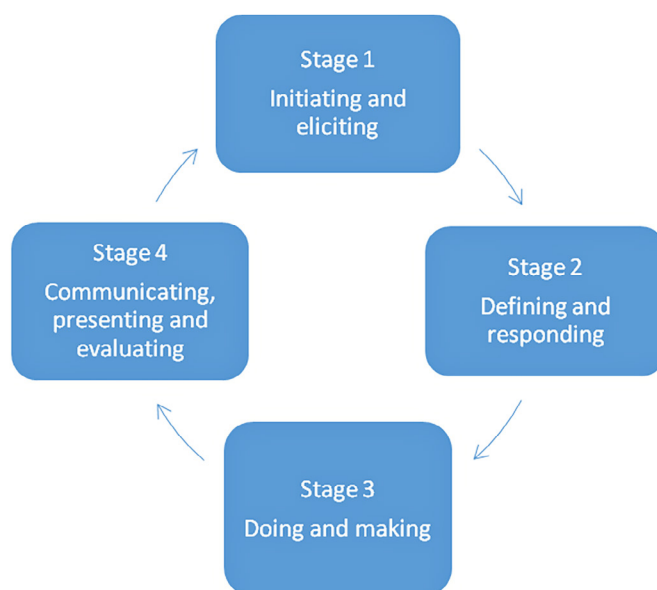 Stage 1
Initiating and
eliciting
Stage 2
Defining and
responding
Stage 3
Doing and making
Stage 4
Communicating,
presenting and
evaluating